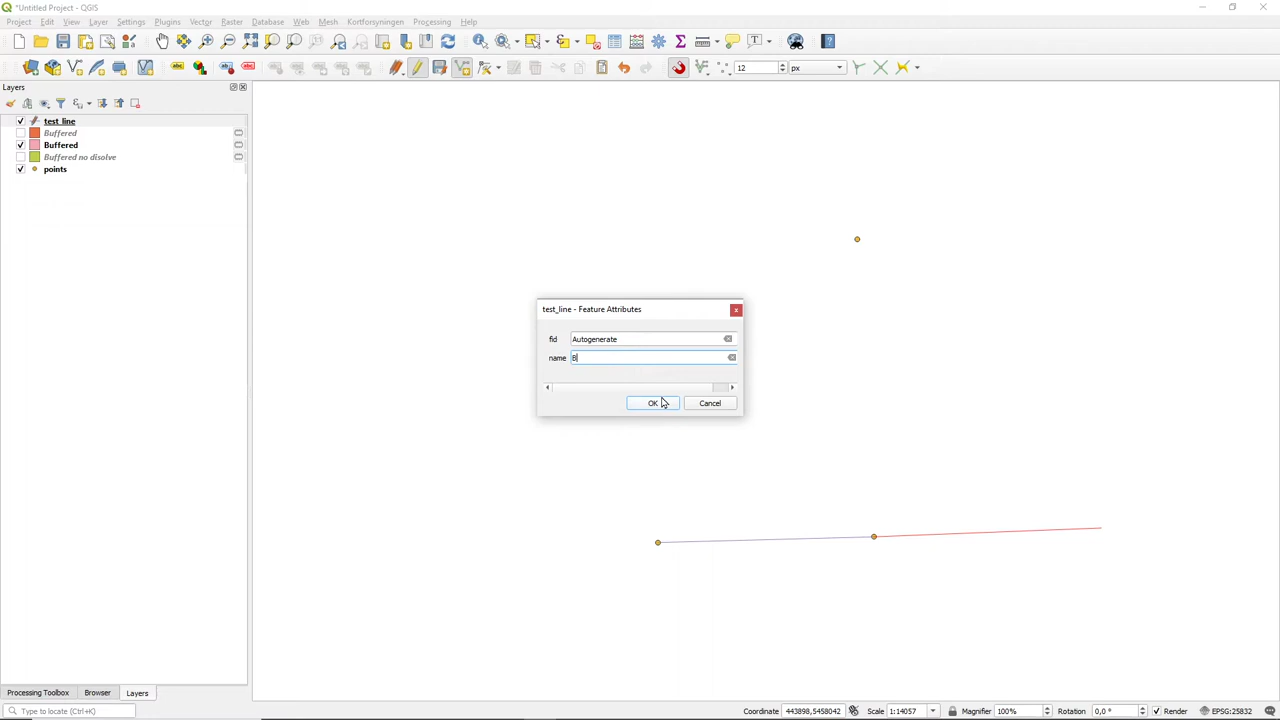 *Untitled Project - QGIS
Project Edit View Layer Settings Plugins Vector Raster Database Web Mesh Kortforsyningen Processing Help
abc abc abc
12 px
Layers
test_line
Buffered
Buffered
Buffered no disolve
points
test_line - Feature Attributes
fid Autogenerate
name B
OK Cancel
Processing Toolbox Browser Layers
Type to locate (Ctrl+K) Coordinate 443898,5458042 Scale 1:14057 Magnifier 100% Rotation 0,0 ° Render EPSG:25832